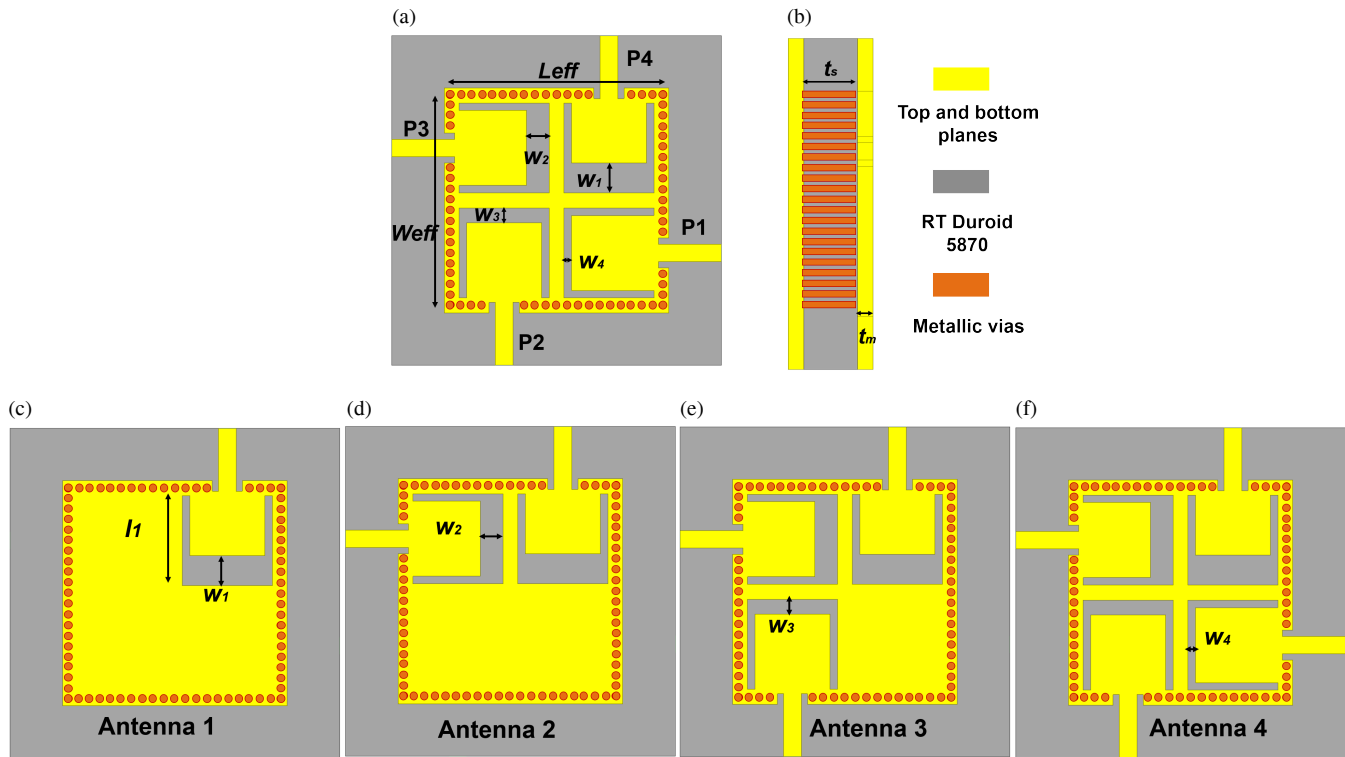 (a)
P4
Leff
P3
w2
w1
w3
Weff
P1
w4
P2
(b)
ts
tm
Top and bottom
planes
RT Duroid
5870
Metallic vias
(c)
l1
w1
Antenna 1
(d)
w2
Antenna 2
(e)
w3
Antenna 3
(f)
w4
Antenna 4